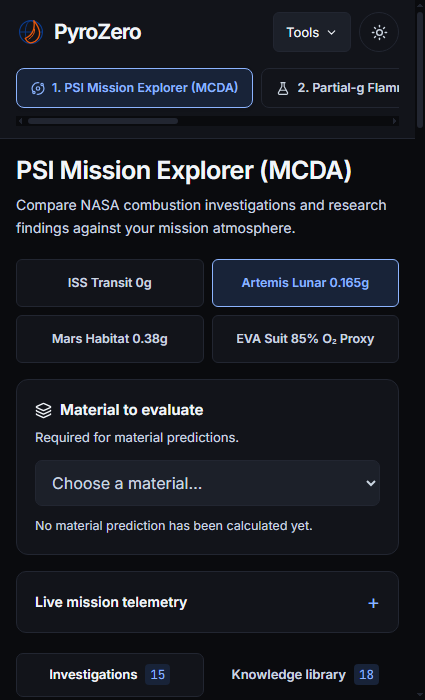 PyroZero
Tools
1. PSI Mission Explorer (MCDA)
2. Partial-g Flamm
PSI Mission Explorer (MCDA)
Compare NASA combustion investigations and research
findings against your mission atmosphere.
ISS Transit 0g
Artemis Lunar 0.165g
Mars Habitat 0.38g
EVA Suit 85% O₂ Proxy
Material to evaluate
Required for material predictions.
Choose a material...
No material prediction has been calculated yet.
Live mission telemetry
+
Investigations 15
Knowledge library 18